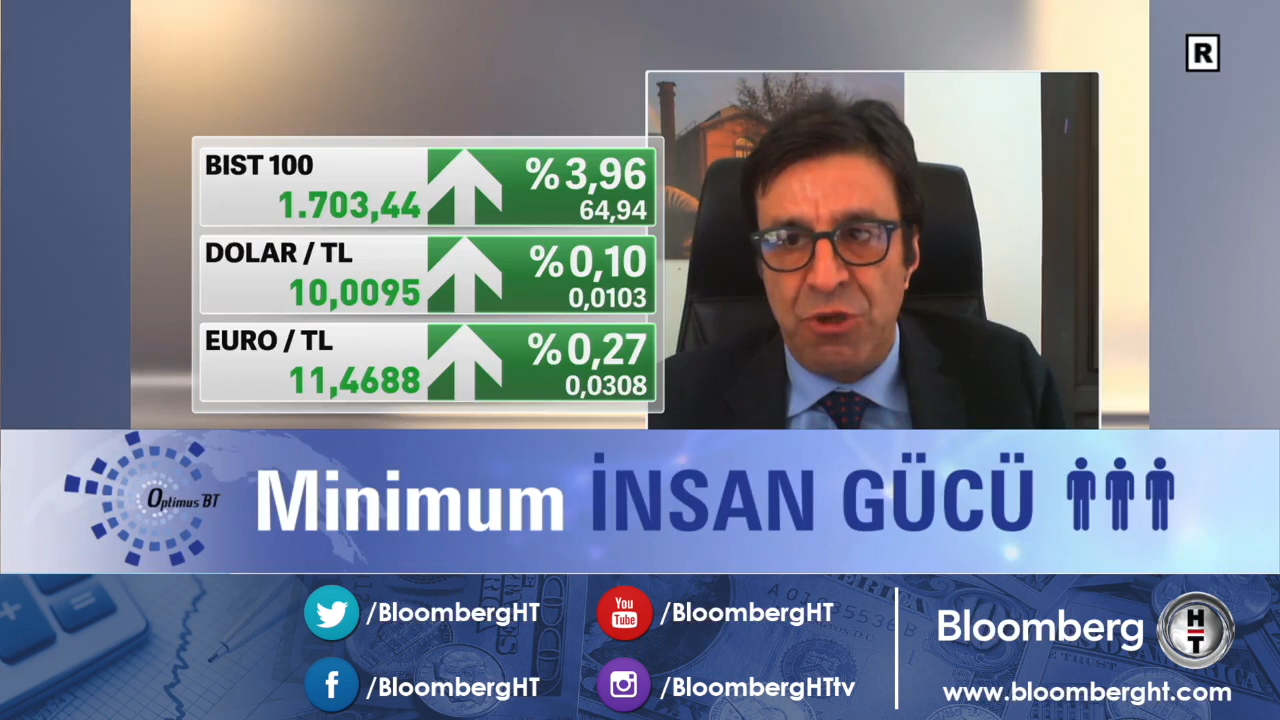 R
BIST 100
1.703,44
%3,96
64,94
DOLAR / TL
10,0095
%0,10
0,0103
EURO / TL
11,4688
%0,27
0,0308
Optimus BT
Minimum İNSAN GÜCÜ
/BloombergHT
/BloombergHT
You
Tube
/BloombergHT
/BloombergHTtv
Bloomberg
HT
www.bloomberght.com